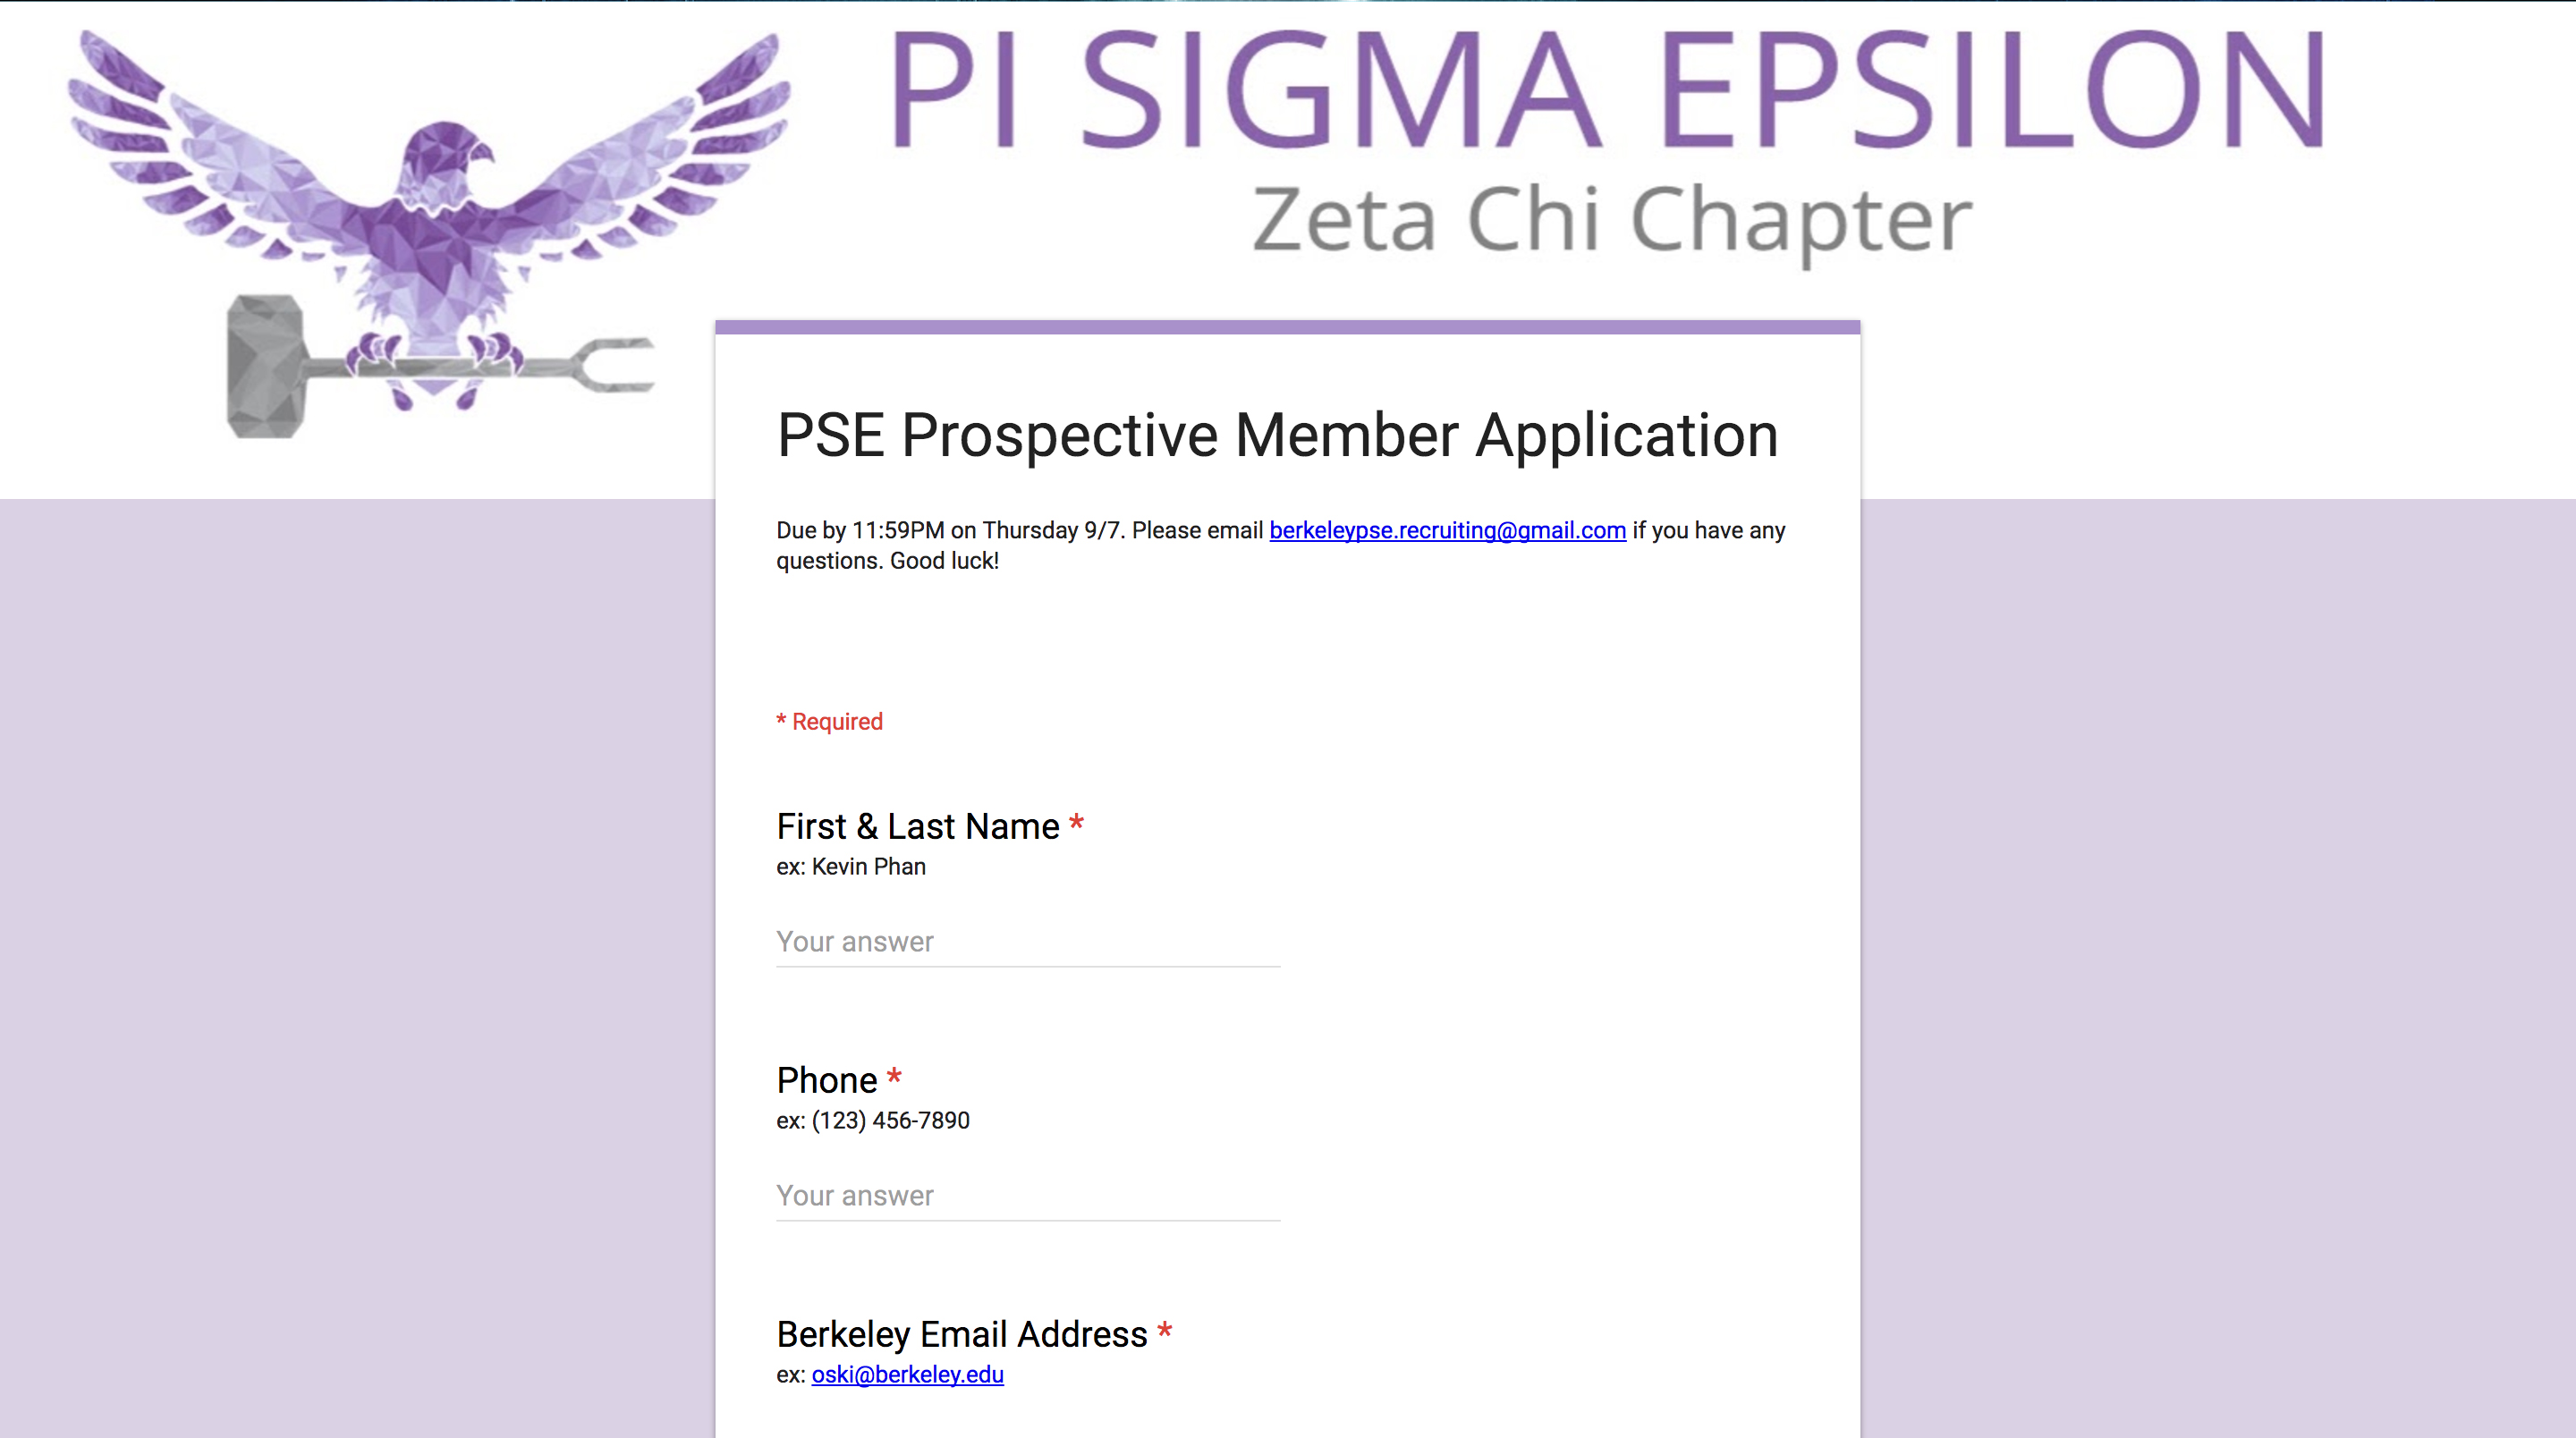 PI SIGMA EPSILON
Zeta Chi Chapter
PSE Prospective Member Application
Due by 11:59PM on Thursday 9/7. Please email berkeleypse.recruiting@gmail.com if you have any
questions. Good luck!
* Required
First & Last Name *
ex: Kevin Phan
Your answer
Phone *
ex: (123) 456-7890
Your answer
Berkeley Email Address *
ex: oski@berkeley.edu